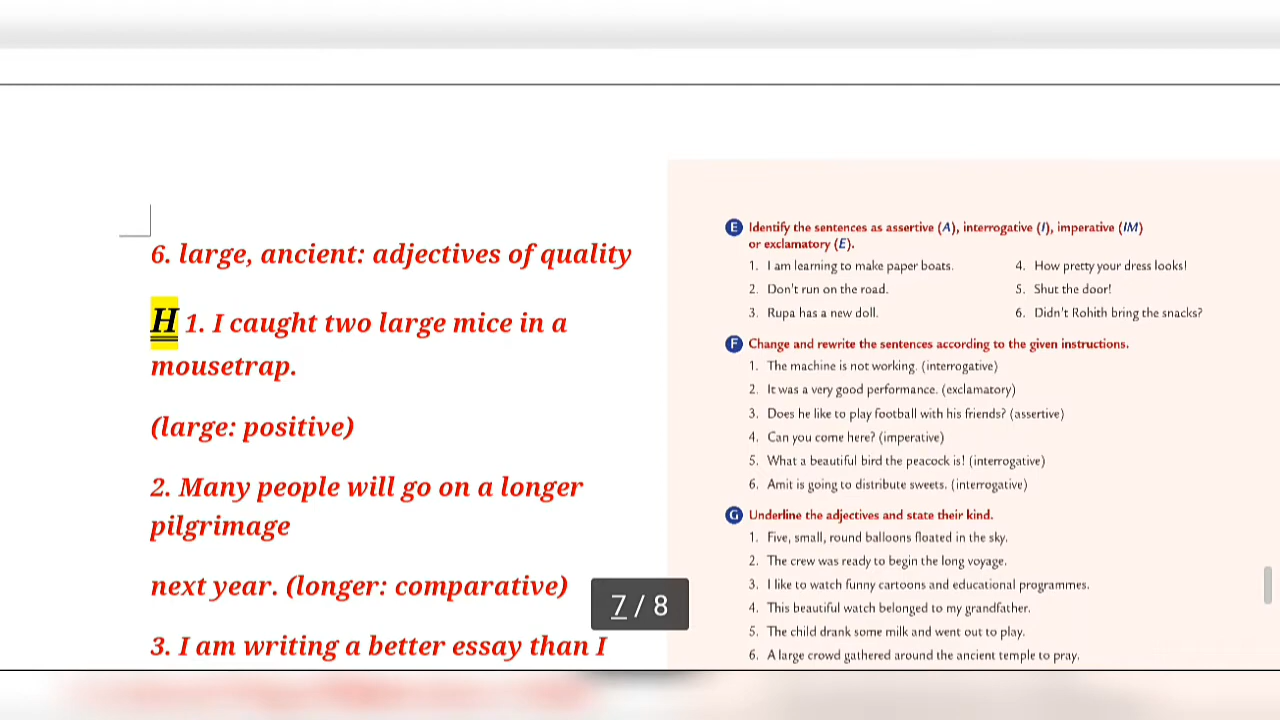 6. large, ancient: adjectives of quality
H 1. I caught two large mice in a
mousetrap.
(large: positive)
2. Many people will go on a longer
pilgrimage
next year. (longer: comparative)
3. I am writing a better essay than I
7 / 8
E Identify the sentences as assertive (A), interrogative (I), imperative (IM)
or exclamatory (E).
1. I am learning to make paper boats.
2. Don't run on the road.
3. Rupa has a new doll.
4. How pretty your dress looks!
5. Shut the door!
6. Didn't Rohith bring the snacks?
F Change and rewrite the sentences according to the given instructions.
1. The machine is not working. (interrogative)
2. It was a very good performance. (exclamatory)
3. Does he like to play football with his friends? (assertive)
4. Can you come here? (imperative)
5. What a beautiful bird the peacock is! (interrogative)
6. Amit is going to distribute sweets. (interrogative)
G Underline the adjectives and state their kind.
1. Five, small, round balloons floated in the sky.
2. The crew was ready to begin the long voyage.
3. I like to watch funny cartoons and educational programmes.
4. This beautiful watch belonged to my grandfather.
5. The child drank some milk and went out to play.
6. A large crowd gathered around the ancient temple to pray.